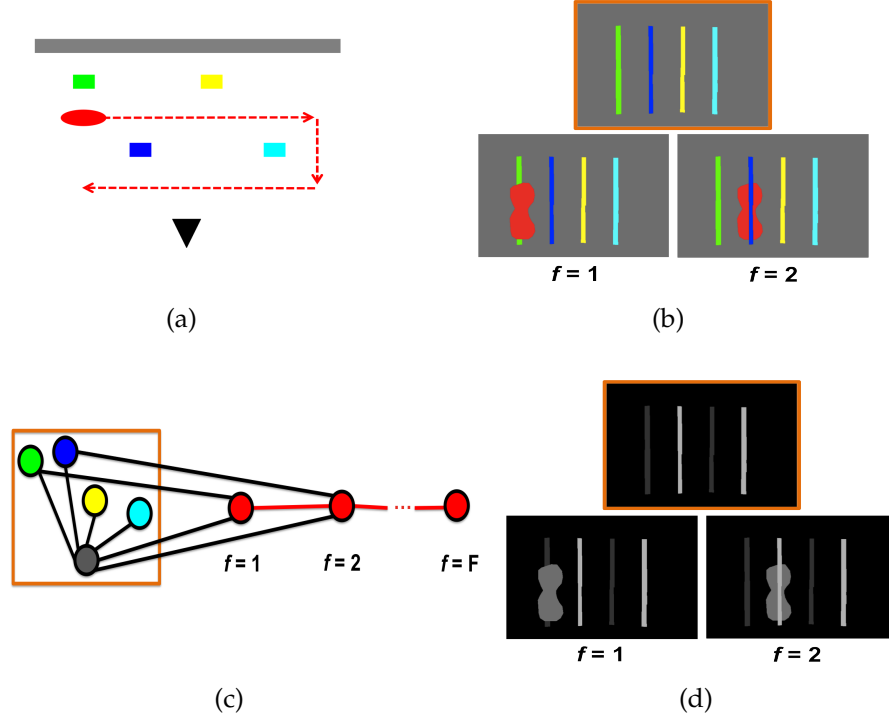 f = 1
f = 2
(a)
(b)
f = 1
f = 2
f = F
f = 1
f = 2
(c)
(d)